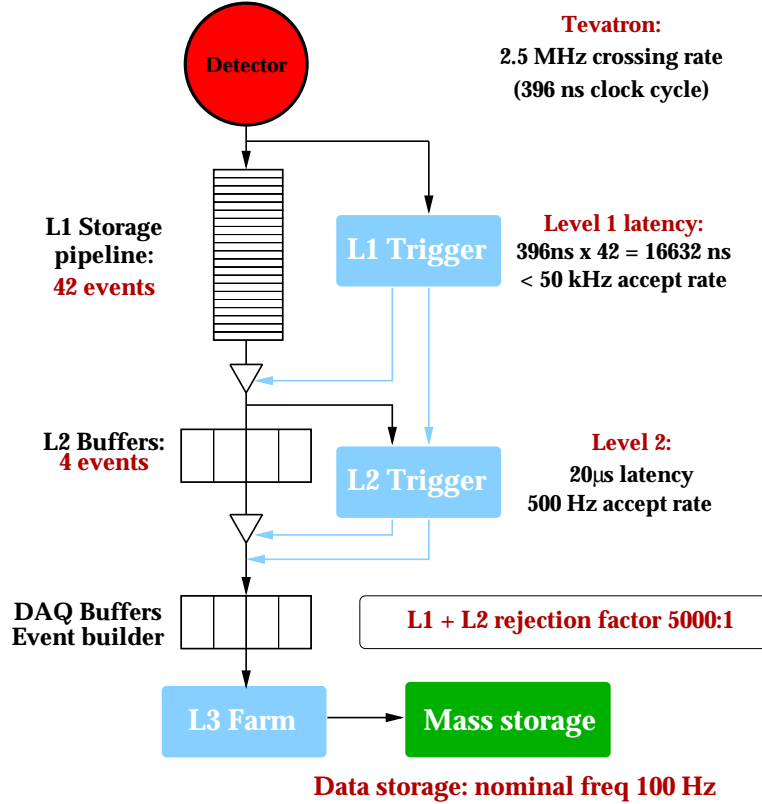 Detector
Tevatron:
2.5 MHz crossing rate
(396 ns clock cycle)
L1 Storage
pipeline:
42 events
L1 Trigger
Level 1 latency:
396ns x 42 = 16632 ns
< 50 kHz accept rate
L2 Buffers:
4 events
L2 Trigger
Level 2:
20μs latency
500 Hz accept rate
DAQ Buffers
Event builder
L1 + L2 rejection factor 5000:1
L3 Farm
Mass storage
Data storage: nominal freq 100 Hz